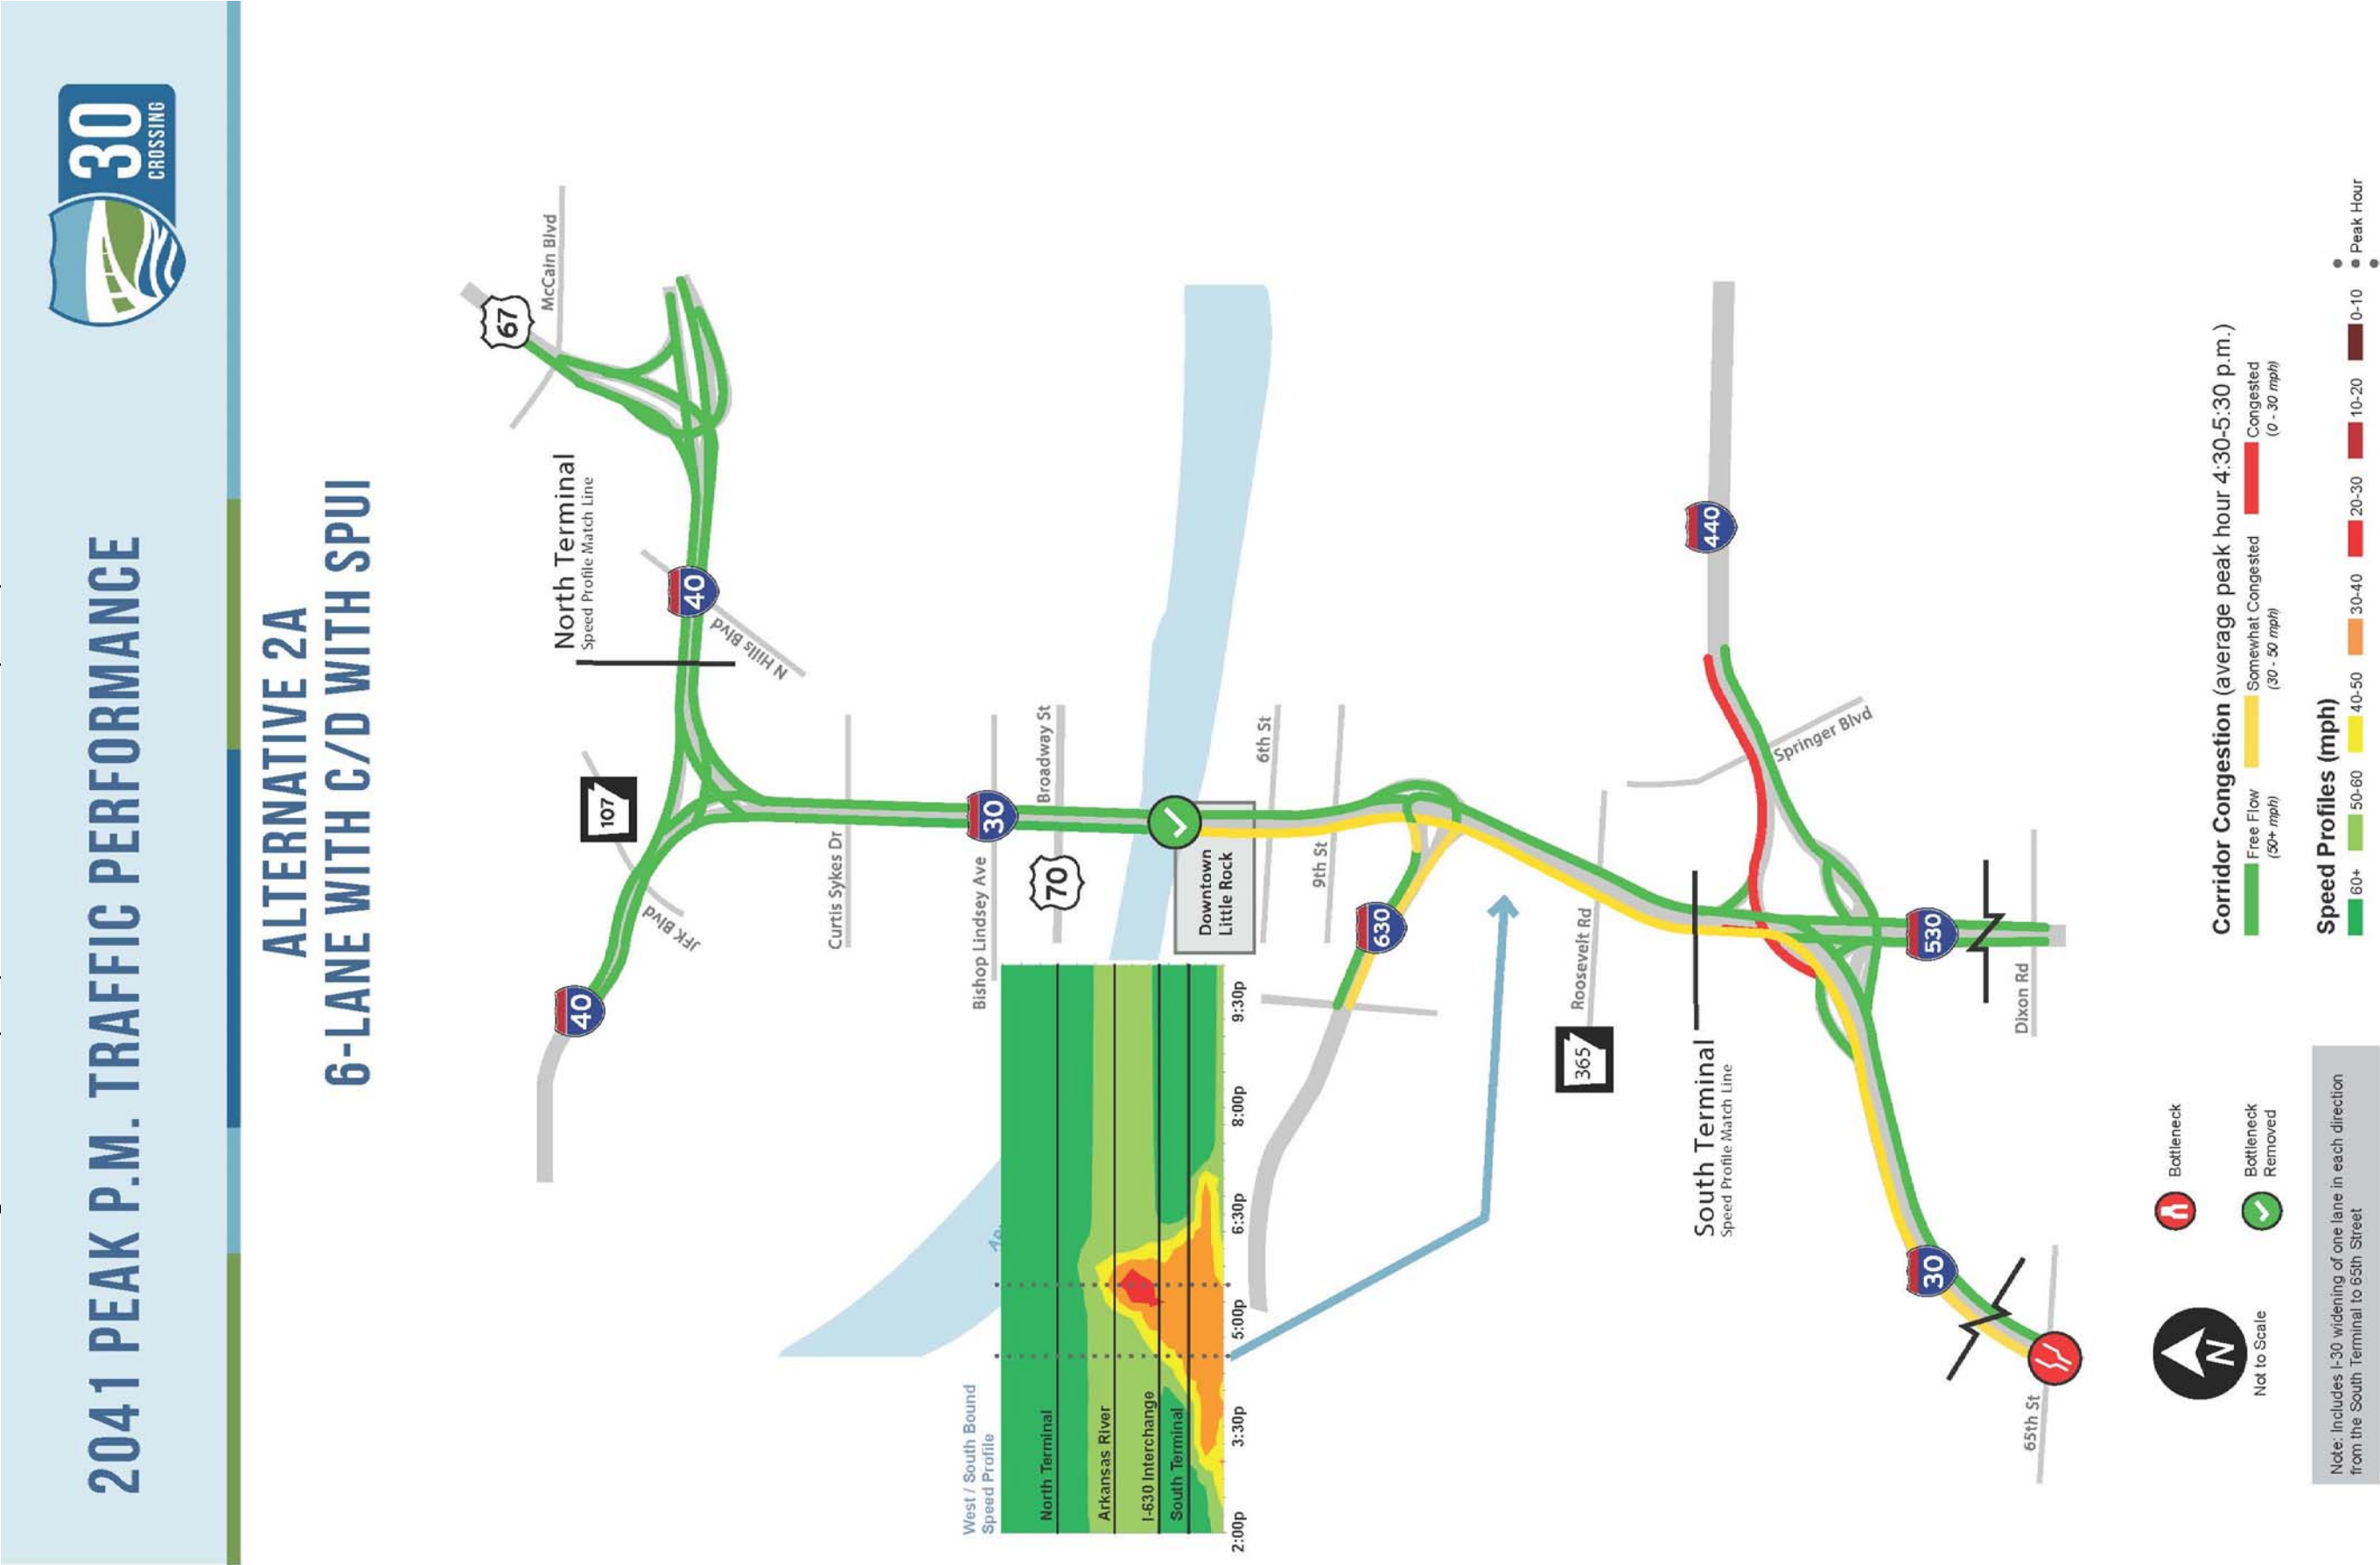 2041 PEAK P.M. TRAFFIC PERFORMANCE
30
CROSSING
ALTERNATIVE 2A
6-LANE WITH C/D WITH SPUI
67
McCain Blvd
North Terminal
Speed Profile Match Line
40
N Hills Blvd
107
JFK Blvd
40
Curtis Sykes Dr
Bishop Lindsey Ave
30
Broadway St
70
Downtown
Little Rock
6th St
9th St
630
Roosevelt Rd
365
440
Springer Blvd
South Terminal
Speed Profile Match Line
530
Dixon Rd
30
65th St
West / South Bound
Speed Profile
North Terminal
Arkansas River
I-630 Interchange
South Terminal
2:00p 3:30p 5:00p 6:30p 8:00p 9:30p
N
Not to Scale
Bottleneck
Bottleneck
Removed
Corridor Congestion (average peak hour 4:30-5:30 p.m.)
Free Flow
(50+ mph)
Somewhat Congested
(30 - 50 mph)
Congested
(0 - 30 mph)
Speed Profiles (mph)
60+ 50-60 40-50 30-40 20-30 10-20 0-10 Peak Hour
Note: Includes I-30 widening of one lane in each direction
from the South Terminal to 65th Street